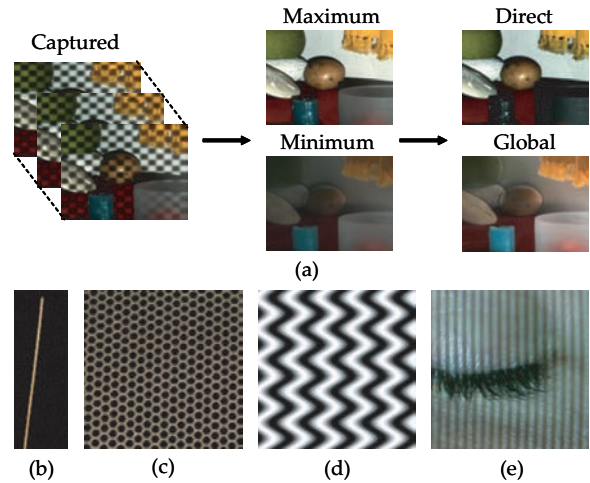 Captured
Maximum
Direct
Minimum
Global
(a)
(b)
(c)
(d)
(e)